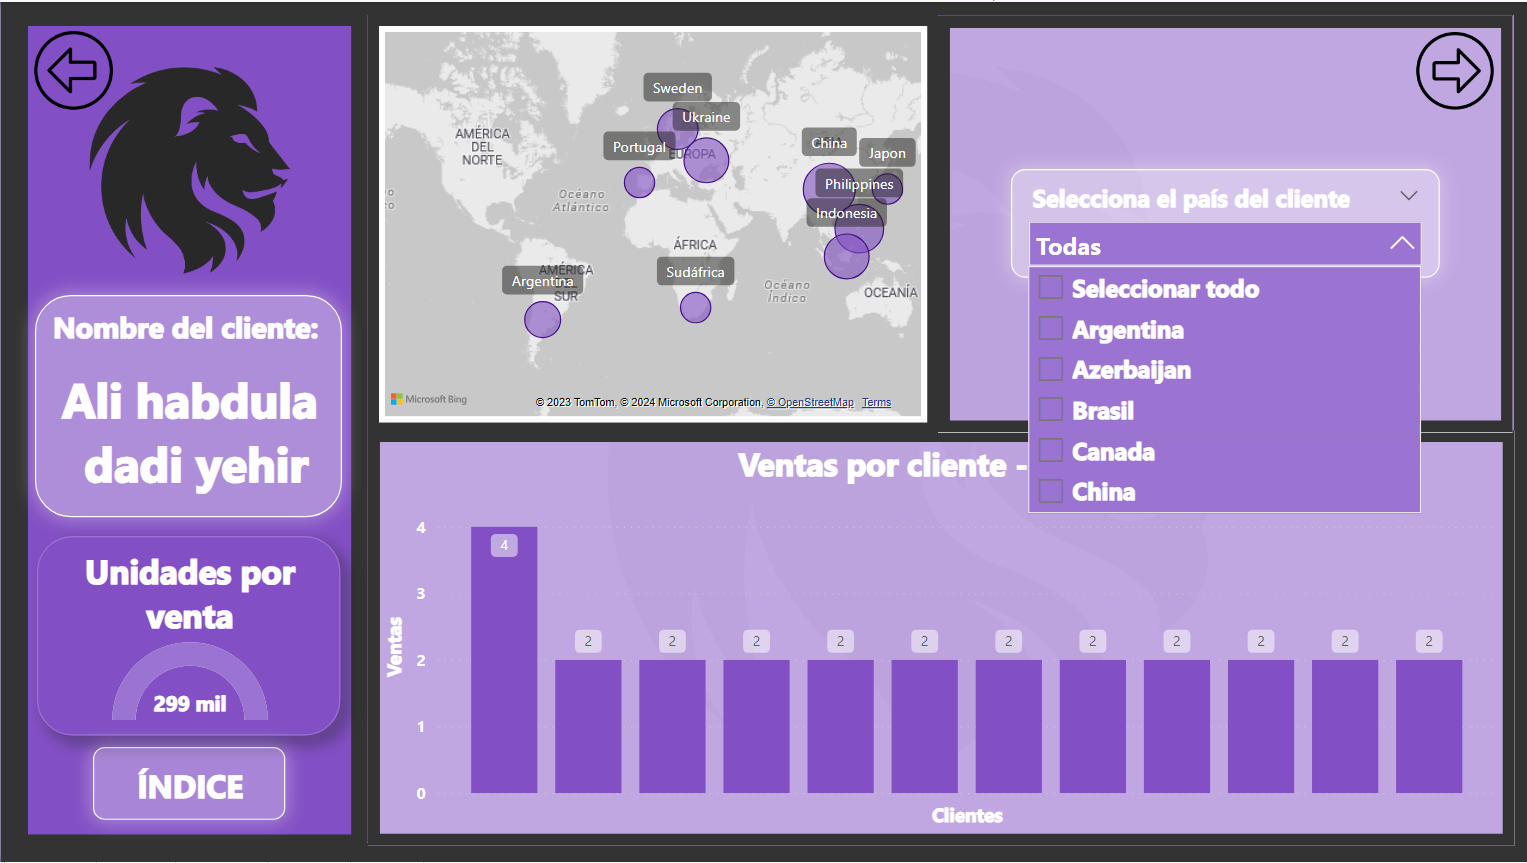 Nombre del cliente:
Ali habdula
dadi yehir
Unidades por
venta
299 mil
ÍNDICE
Sweden
Ukraine
Portugal
EUROPA
AMÉRICA
DEL
NORTE
Océano
Atlántico
China
Japon
Philippines
Indonesia
ÁFRICA
Sudáfrica
AMÉRICA
Argentina
SUR
Océano
Índico
OCEANÍA
Microsoft Bing
© 2023 TomTom, © 2024 Microsoft Corporation, © OpenStreetMap Terms
Selecciona el país del cliente
Todas
Seleccionar todo
Argentina
Azerbaijan
Brasil
Canada
China
Ventas por cliente -
Ventas
4
3
2
1
0
4
2
2
2
2
2
2
2
2
2
2
2
Clientes